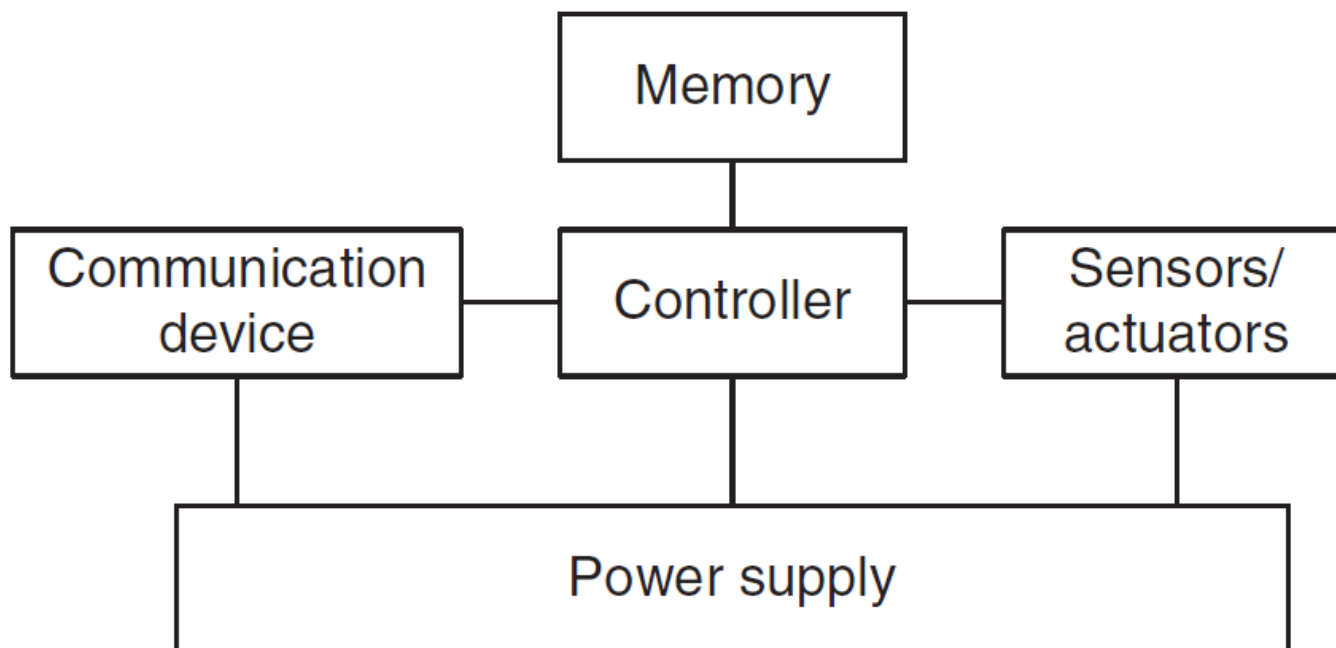 Memory
Communication
device
Controller
Sensors/
actuators
Power supply